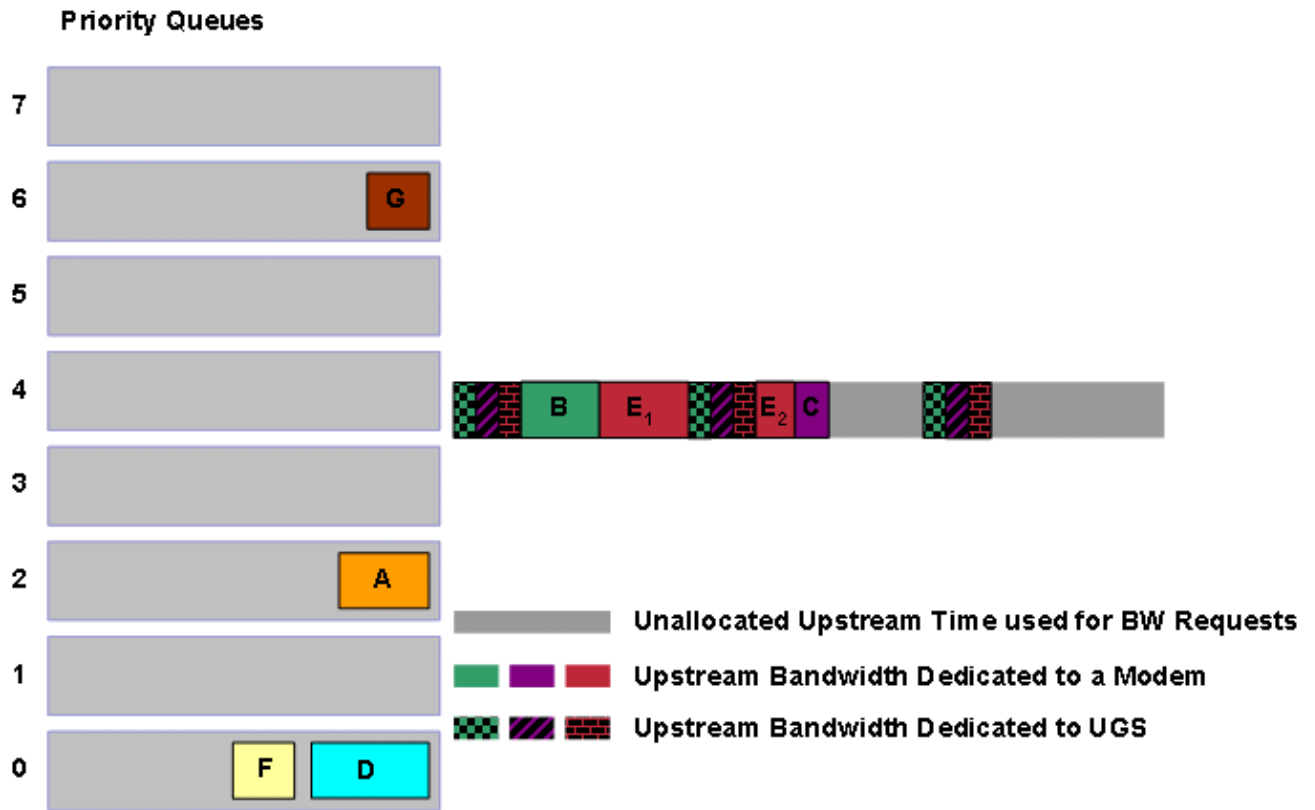 Priority Queues
7
6
G
5
4
B
E1
E2
C
3
2
A
Unallocated Upstream Time used for BW Requests
1
Upstream Bandwidth Dedicated to a Modem
Upstream Bandwidth Dedicated to UGS
0
F
D